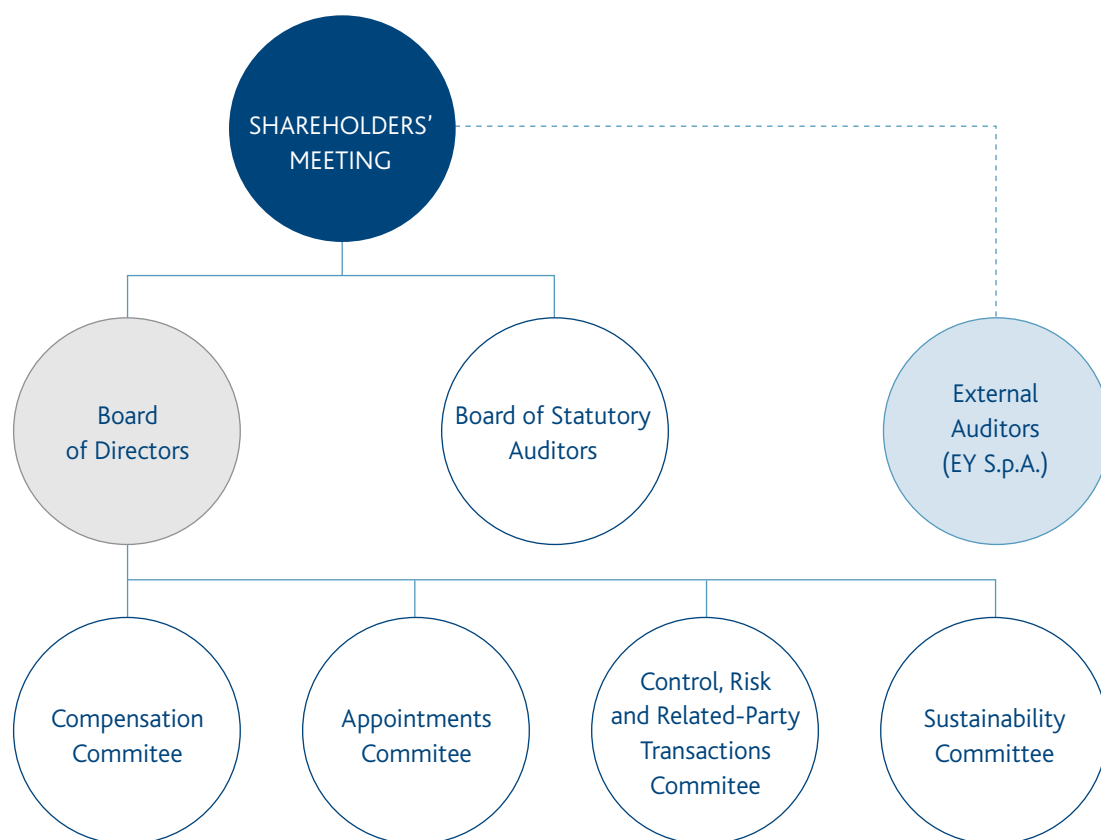 SHAREHOLDERS’
MEETING
Board
of Directors
Board of Statutory
Auditors
External
Auditors
(EY S.p.A.)
Compensation
Commitee
Appointments
Commitee
Control, Risk
and Related-Party
Transactions
Commitee
Sustainability
Committee